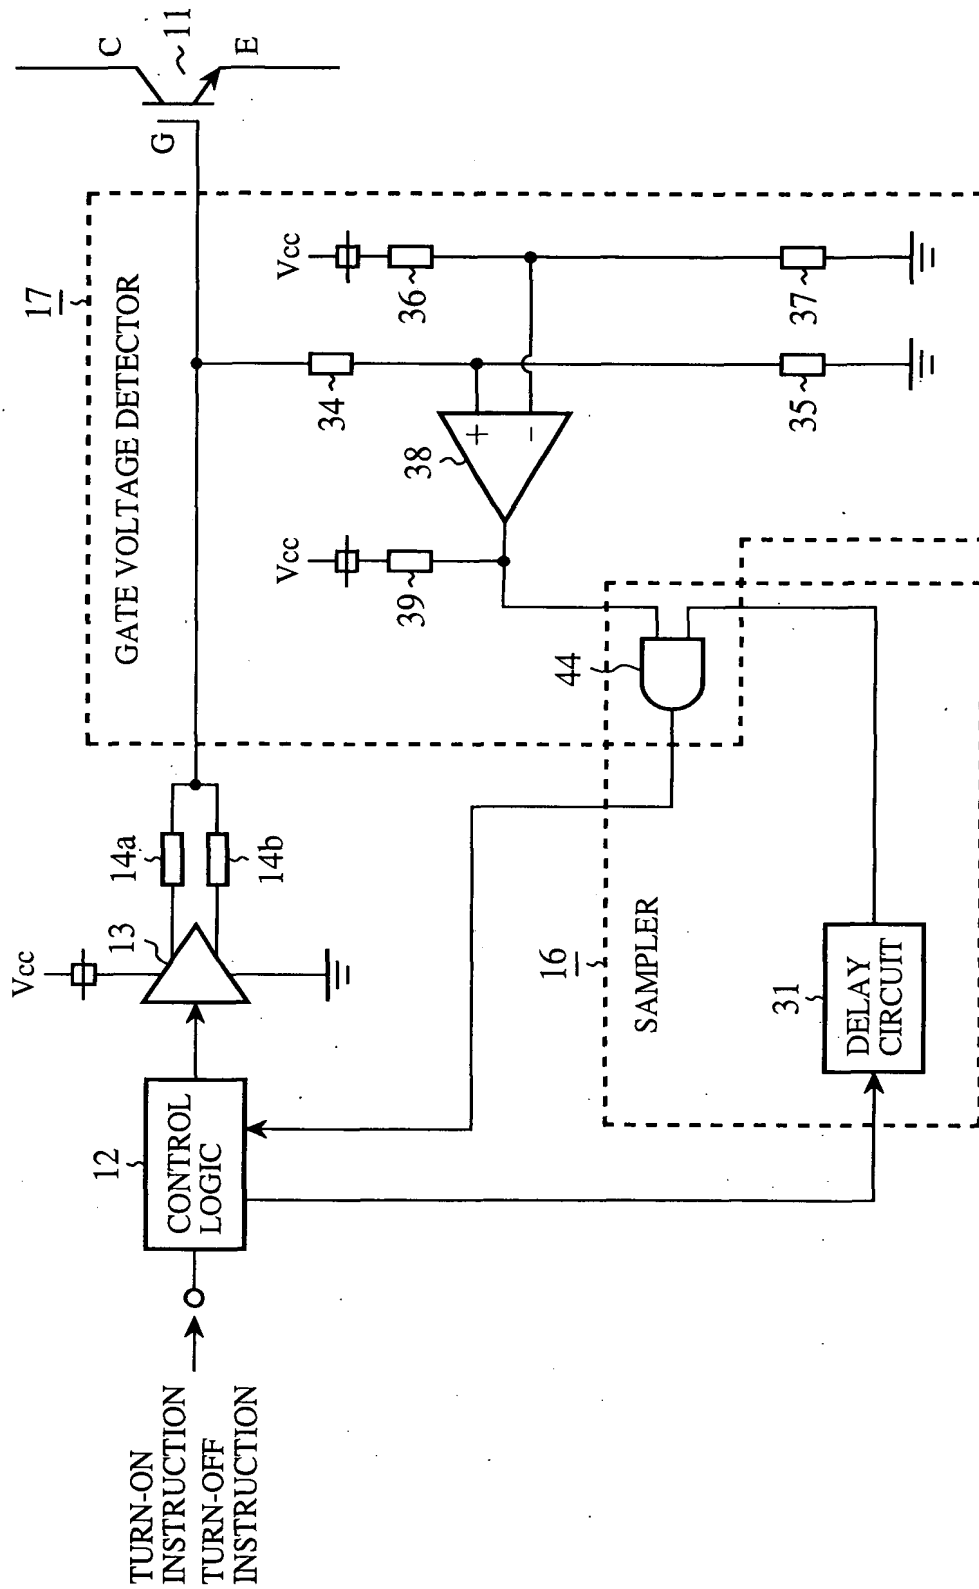 TURN-ON
INSTRUCTION
TURN-OFF
INSTRUCTION
12
CONTROL
LOGIC
Vcc
13
14a
14b
17
GATE VOLTAGE DETECTOR
G
C
11
E
Vcc
39
38
+
−
34
Vcc
36
35
37
44
16
SAMPLER
31
DELAY
CIRCUIT